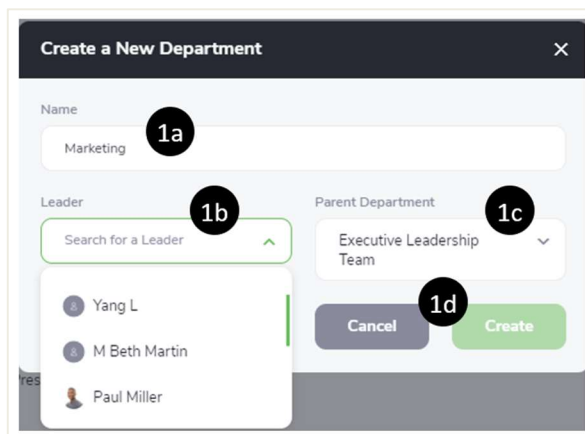 Create a New Department
Name
1a
Marketing
Leader
1b
Parent Department
1c
Search for a Leader
Executive Leadership
Team
1d
Yang L
Cancel
Create
M Beth Martin
Paul Miller